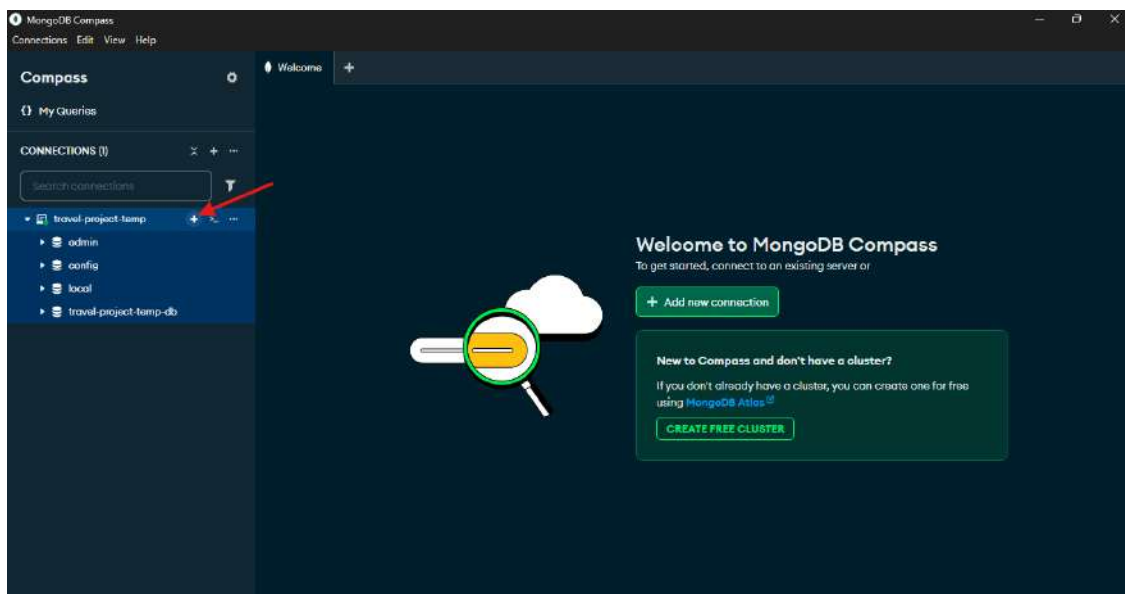 MongoDB Compass
Connections Edit View Help
Compass
Welcome
{} My Queries
CONNECTIONS (1)
Search connections
travel-project-temp
admin
config
local
travel-project-temp-db
Welcome to MongoDB Compass
To get started, connect to an existing server or
+ Add new connection
New to Compass and don't have a cluster?
If you don't already have a cluster, you can create one for free
using MongoDB Atlas
CREATE FREE CLUSTER